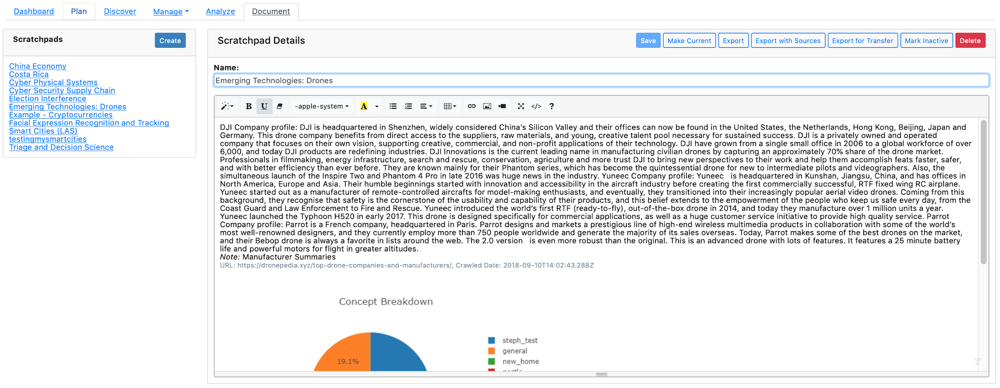 Dashboard Plan Discover Manage Analyze Document
Scratchpads
Create
China Economy
Costa Rica
Cyber Physical Systems
Cyber Security Supply Chain
Election Interference
Emerging Technologies: Drones
Example - Cryptocurrencies
Facial Expression Recognition and Tracking
Smart Cities (LAS)
testingmysmartcities
Triage and Decision Science
Scratchpad Details
Save Make Current Export Export with Sources Export for Transfer Mark Inactive Delete
Name:
Emerging Technologies: Drones
B U -apple-system A </> ?
DJI Company profile: DJI is headquartered in Shenzhen, widely considered China’s Silicon Valley and their offices can now be found in the United States, the Netherlands, Hong Kong, Beijing, Japan and
Germany. This drone company benefits from direct access to the suppliers, raw materials, and young, creative talent pool necessary for sustained success. DJI is a privately owned and operated
company that focuses on their own vision, supporting creative, commercial, and non-profit applications of their technology. DJI have grown from a single small office in 2006 to a global workforce of over
6,000, and today DJI products are redefining industries. DJI Innovations is the current leading name in manufacturing civilian drones by capturing an approximately 70% share of the drone market.
Professionals in filmmaking, energy infrastructure, search and rescue, conservation, agriculture and more trust DJI to bring new perspectives to their work and help them accomplish feats faster, safer,
and with better efficiency than ever before. They are known mainly for their Phantom series, which has become the quintessential drone for new to intermediate pilots and videographers. Also, the
simultaneous launch of the Inspire Two and Phantom 4 Pro in late 2016 was huge news in the industry. Yuneec Company profile: Yuneec is headquartered in Kunshan, Jiangsu, China, and has offices in
North America, Europe and Asia. Their humble beginnings started with innovation and accessibility in the aircraft industry before creating the first commercially successful, RTF fixed wing RC airplane.
Yuneec started out as a manufacturer of remote-controlled aircrafts for model-making enthusiasts, and eventually, they transitioned into their increasingly popular aerial video drones. Coming from this
background, they recognise that safety is the cornerstone of the usability and capability of their products, and this belief extends to the empowerment of the people who keep us safe every day, from the
Coast Guard and Law Enforcement to Fire and Rescue. Yuneec introduced the world’s first RTF (ready-to-fly), out-of-the-box drone in 2014, and today they manufacture over 1 million units a year.
Yuneec launched the Typhoon H520 in early 2017. This drone is designed specifically for commercial applications, as well as a huge customer service initiative to provide high quality service. Parrot
Company profile: Parrot is a French company, headquartered in Paris. Parrot designs and markets a prestigious line of high-end wireless multimedia products in collaboration with some of the world’s
most well-renowned designers, and they currently employ more than 750 people worldwide and generate the majority of its sales overseas. Today, Parrot makes some of the best drones on the market,
and their Bebop drone is always a favorite in lists around the web. The 2.0 version is even more robust than the original. This is an advanced drone with lots of features. It features a 25 minute battery
life and powerful motors for flight in greater altitudes.
Note: Manufacturer Summaries
URL: https://dronepedia.xyz/top-drone-companies-and-manufacturers/, Crawled Date: 2018-09-10T14:02:43.288Z
Concept Breakdown
19.1%
steph_test
general
new_home